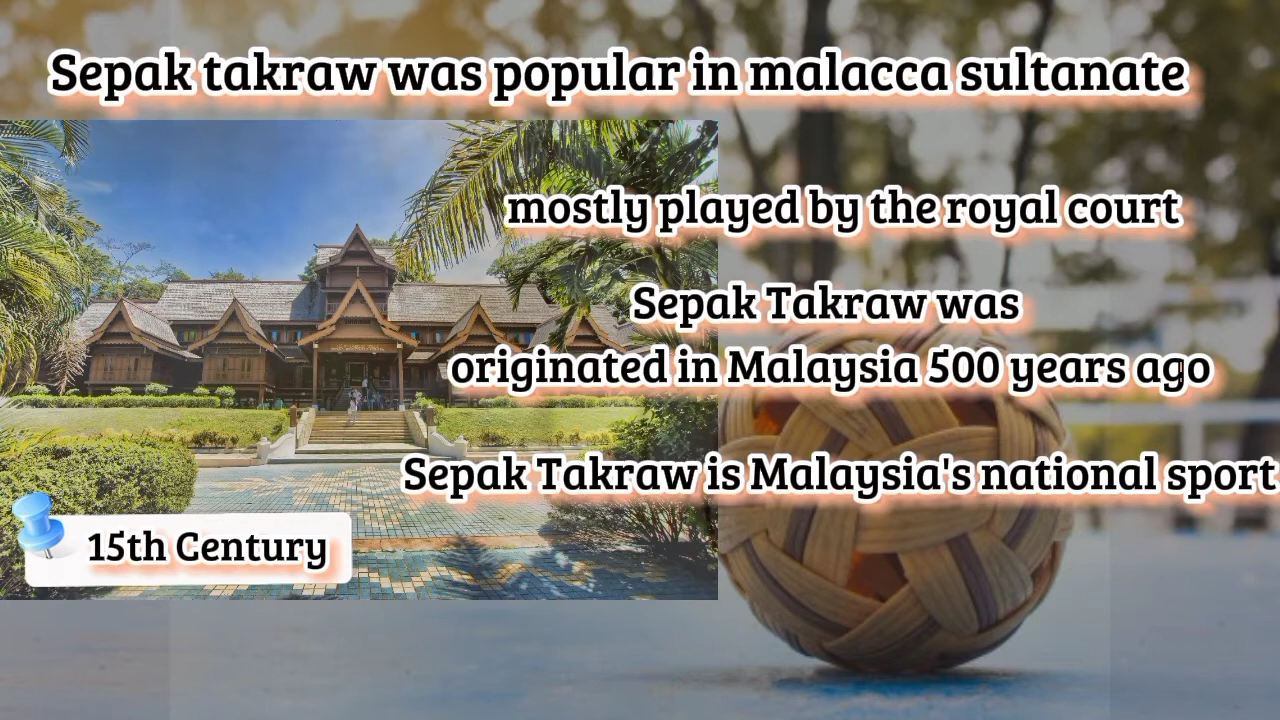 Sepak takraw was popular in malacca sultanate
mostly played by the royal court
Sepak Takraw was
originated in Malaysia 500 years ago
Sepak Takraw is Malaysia's national sport
15th Century